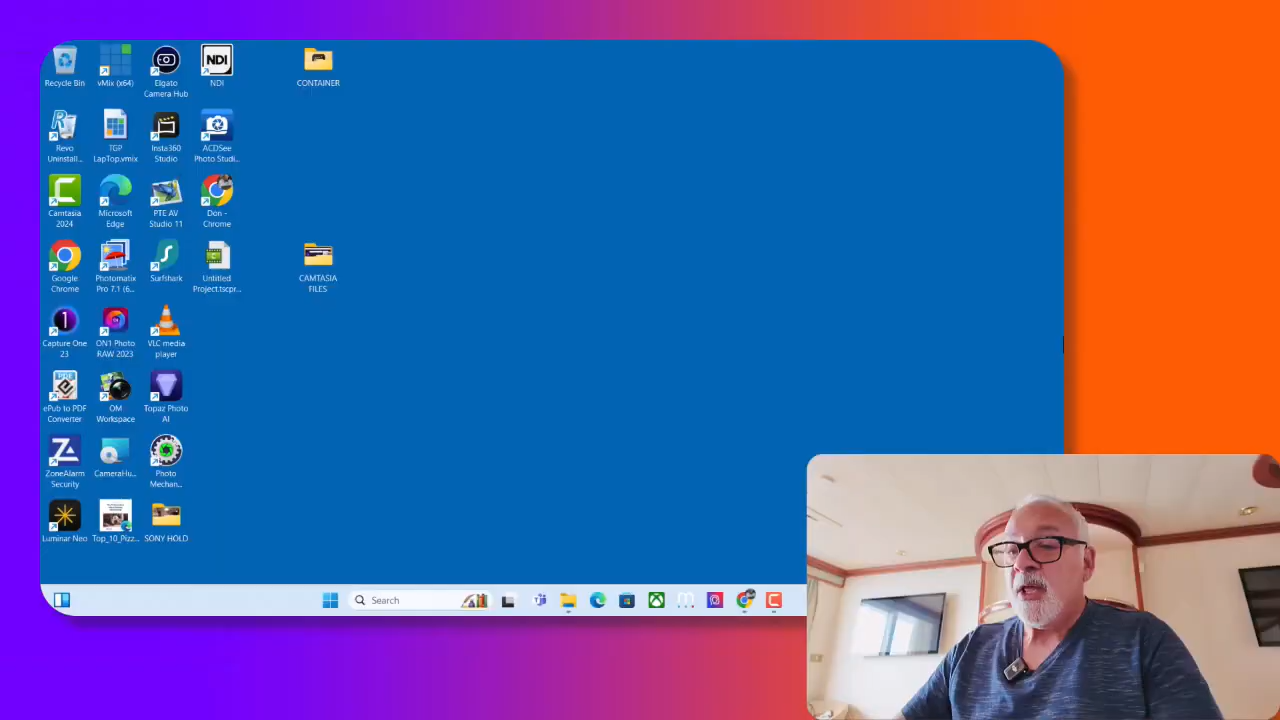 Recycle Bin
vMix (x64)
Elgato
Camera Hub
NDI
NDI
CONTAINER
Revo
Uninstall...
TGP
LapTop.vmix
Insta360
Studio
ACDSee
Photo Studi...
Camtasia
2024
Microsoft
Edge
PTE AV
Studio 11
Don -
Chrome
Google
Chrome
Photomatix
Pro 7.1 (6...
Surfshark
Untitled
Project.tscpr...
CAMTASIA
FILES
Capture One
23
ON1 Photo
RAW 2023
VLC media
player
ePub to PDF
Converter
OM
Workspace
Topaz Photo
AI
ZoneAlarm
Security
CameraHu...
Photo
Mechan...
Luminar Neo
Top_10_Pizz...
SONY HOLD
Search